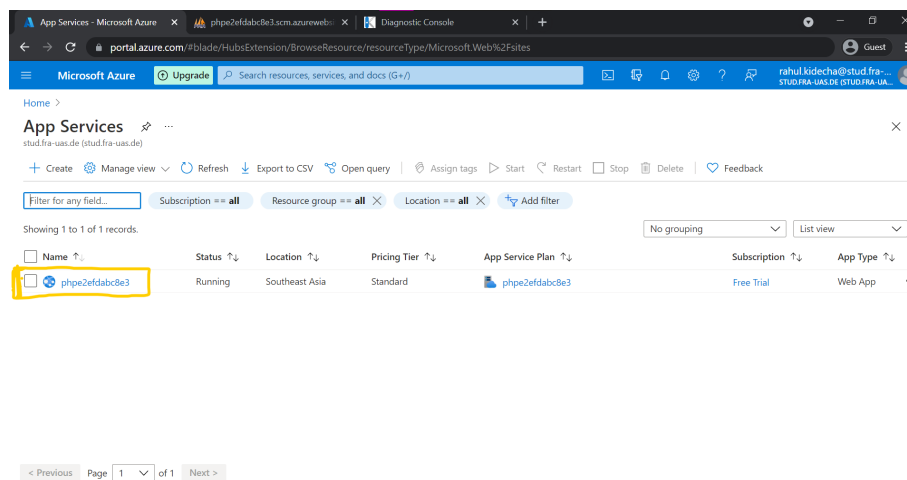 App Services - Microsoft Azure
phpe2efdabc8e3.scm.azurewebs
Diagnostic Console
portal.azure.com/#blade/HubsExtension/BrowseResource/resourceType/Microsoft.Web%2Fsites
Guest
Microsoft Azure
Upgrade
Search resources, services, and docs (G+/)
rahul.kidecha@stud.fra-...
STUD.FRA-UAS.DE (STUD.FRA-UA...
Home >
App Services ...
stud.fra-uas.de (stud.fra-uas.de)
Create Manage view Refresh Export to CSV Open query Assign tags Start Restart Stop Delete Feedback
Filter for any field... Subscription == all Resource group == all Location == all Add filter
Showing 1 to 1 of 1 records. No grouping List view
Name Status Location Pricing Tier App Service Plan Subscription App Type
phpe2efdabc8e3 Running Southeast Asia Standard phpe2efdabc8e3 Free Trial Web App
< Previous Page 1 of 1 Next >